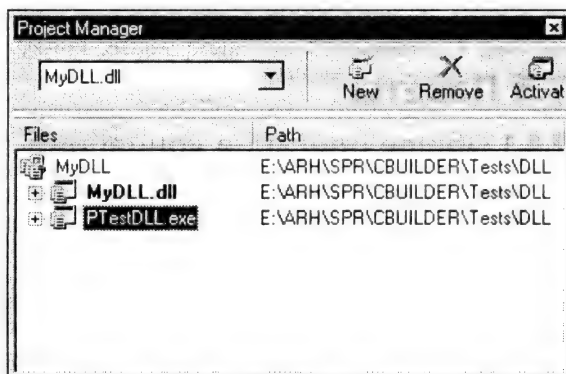 Project Manager
MyDLL.dll
New Remove Activat
Files Path
MyDLL E:\ARH\SPR\CBUILDER\Tests\DLL
MyDLL.dll E:\ARH\SPR\CBUILDER\Tests\DLL
PTestDLL.exe E:\ARH\SPR\CBUILDER\Tests\DLL